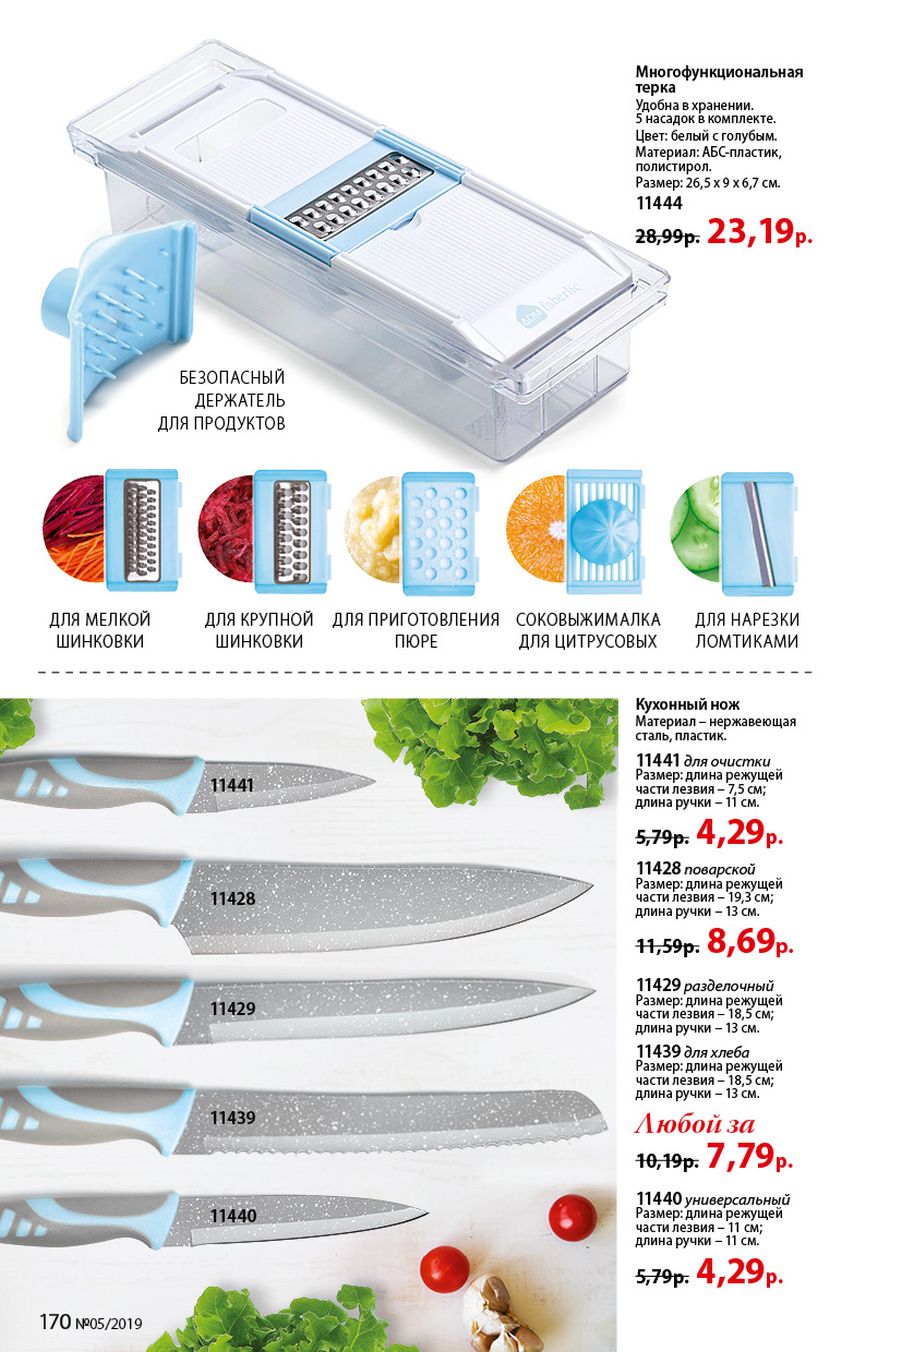 Многофункциональная
терка
Удобна в хранении.
5 насадок в комплекте.
Цвет: белый с голубым.
Материал: АБС-пластик,
полистирол.
Размер: 26,5 х 9 х 6,7 см.
11444
28,99р. 23,19р.
ДОМ faberlic
БЕЗОПАСНЫЙ
ДЕРЖАТЕЛЬ
ДЛЯ ПРОДУКТОВ
ДЛЯ МЕЛКОЙ
ШИНКОВКИ
ДЛЯ КРУПНОЙ
ШИНКОВКИ
ДЛЯ ПРИГОТОВЛЕНИЯ
ПЮРЕ
СОКОВЫЖИМАЛКА
ДЛЯ ЦИТРУСОВЫХ
ДЛЯ НАРЕЗКИ
ЛОМТИКАМИ
11441
11428
11429
11439
11440
Кухонный нож
Материал – нержавеющая
сталь, пластик.
11441 для очистки
Размер: длина режущей
части лезвия – 7,5 см;
длина ручки – 11 см.
5,79р. 4,29р.
11428 поварской
Размер: длина режущей
части лезвия – 19,3 см;
длина ручки – 13 см.
11,59р. 8,69р.
11429 разделочный
Размер: длина режущей
части лезвия – 18,5 см;
длина ручки – 13 см.
11439 для хлеба
Размер: длина режущей
части лезвия – 18,5 см;
длина ручки – 13 см.
Любой за
10,19р. 7,79р.
11440 универсальный
Размер: длина режущей
части лезвия – 11 см;
длина ручки – 11 см.
5,79р. 4,29р.
170 №05/2019